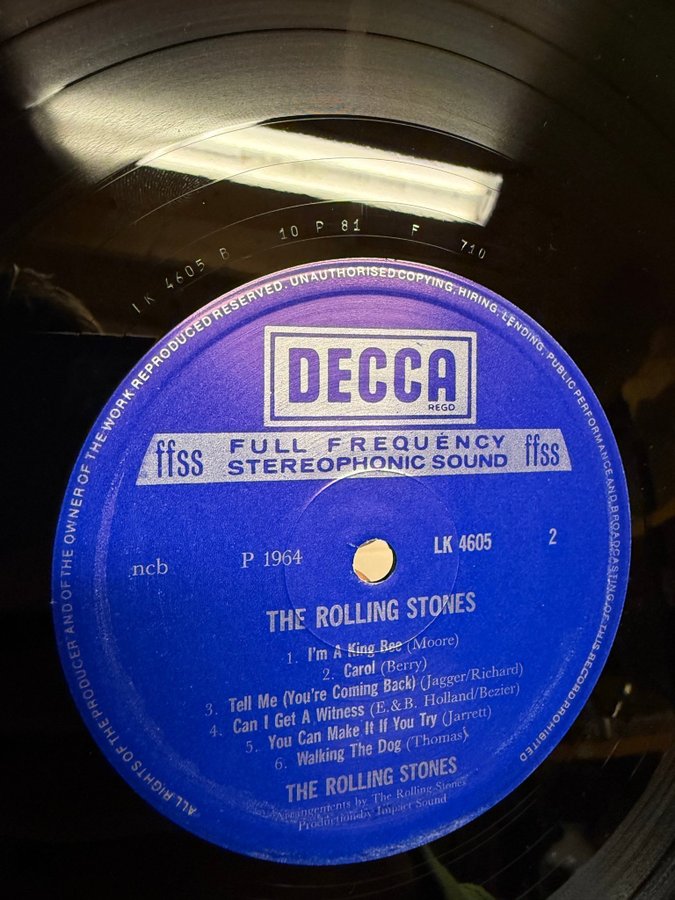 LK 4605 B 10 P 81 F 710
ALL RIGHTS OF THE PRODUCER AND OF THE OWNER OF THE WORK REPRODUCED RESERVED. UNAUTHORISED COPYING, HIRING, LENDING, PUBLIC PERFORMANCE AND BROADCASTING OF THIS RECORD PROHIBITED
DECCA
REGD
ffss FULL FREQUENCY ffss
STEREOPHONIC SOUND
ncb P 1964 LK 4605 2
THE ROLLING STONES
1. I'm A King Bee (Moore)
2. Carol (Berry)
3. Tell Me (You're Coming Back) (Jagger/Richard)
4. Can I Get A Witness (E. & B. Holland/Bezier)
5. You Can Make It If You Try (Jarrett)
6. Walking The Dog (Thomas)
THE ROLLING STONES
Arrangements by The Rolling Stones
Production by Impact Sound